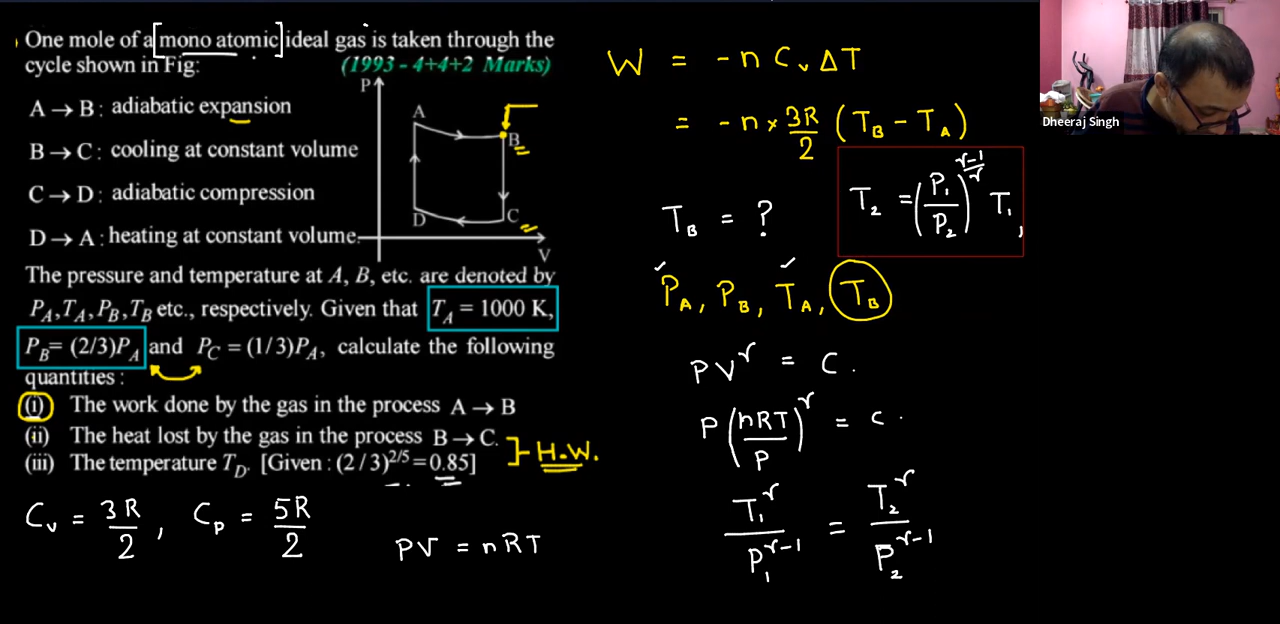 One mole of a [mono atomic] ideal gas is taken through the
cycle shown in Fig:
(1993 - 4+4+2 Marks)
A → B : adiabatic expansion
B → C : cooling at constant volume
C → D : adiabatic compression
D → A : heating at constant volume.
P
A
B
D
C
V
The pressure and temperature at A, B, etc. are denoted by
P_A, T_A, P_B, T_B etc., respectively. Given that T_A = 1000 K,
P_B = (2/3)P_A and P_C = (1/3)P_A, calculate the following
quantities :
(i) The work done by the gas in the process A → B
(ii) The heat lost by the gas in the process B → C.
(iii) The temperature T_D. [Given : (2/3)^{2/5} = 0.85]
} H.W.
C_v = 3R/2 , C_p = 5R/2
PV = nRT
W = - n C_v ΔT
= - n × 3R/2 (T_B - T_A)
T_B = ?
T_2 = (P_1/P_2)^{γ-1/γ} T_1,
P_A, P_B, T_A, T_B
PV^γ = C .
P (nRT/P)^γ = C .
T_1^γ / P_1^{γ-1} = T_2^γ / P_2^{γ-1}
Dheeraj Singh